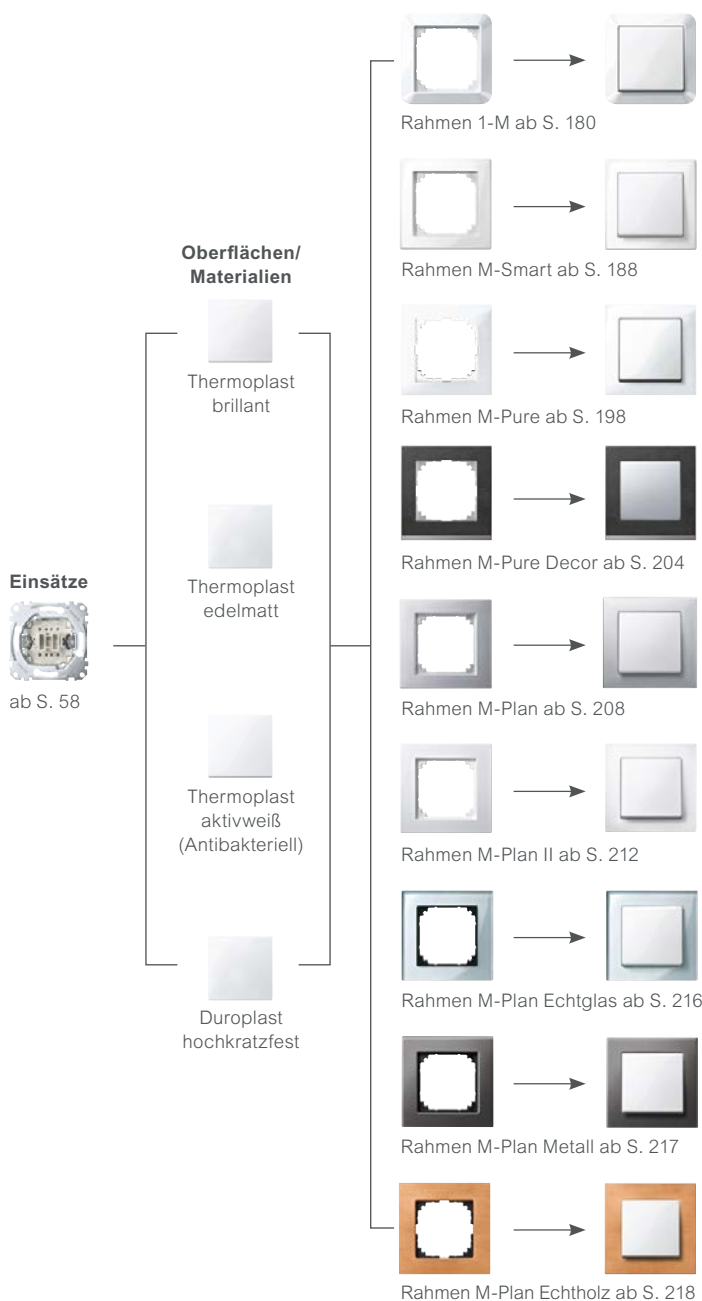 Einsätze
ab S. 58
Oberflächen/
Materialien
Thermoplast
brillant
Thermoplast
edelmatt
Thermoplast
aktivweiß
(Antibakteriell)
Duroplast
hochkratzfest
Rahmen 1-M ab S. 180
Rahmen M-Smart ab S. 188
Rahmen M-Pure ab S. 198
Rahmen M-Pure Decor ab S. 204
Rahmen M-Plan ab S. 208
Rahmen M-Plan II ab S. 212
Rahmen M-Plan Echtglas ab S. 216
Rahmen M-Plan Metall ab S. 217
Rahmen M-Plan Echtholz ab S. 218